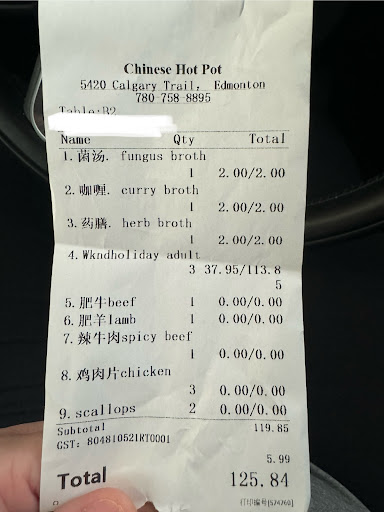 Chinese Hot Pot
5420 Calgary Trail, Edmonton
780-758-8895
Table:B2
Name Qty Total
1. 菌汤. fungus broth
1 2.00/2.00
2. 咖喱. curry broth
1 2.00/2.00
3. 药膳. herb broth
1 2.00/2.00
4. Wkndholiday adult
3 37.95/113.8
5
5. 肥牛beef 1 0.00/0.00
6. 肥羊lamb 1 0.00/0.00
7. 辣牛肉spicy beef
1 0.00/0.00
8. 鸡肉片chicken
3 0.00/0.00
9. scallops 2 0.00/0.00
Subtotal 119.85
GST: 804810521RT0001
5.99
Total 125.84
打印编号[574760]